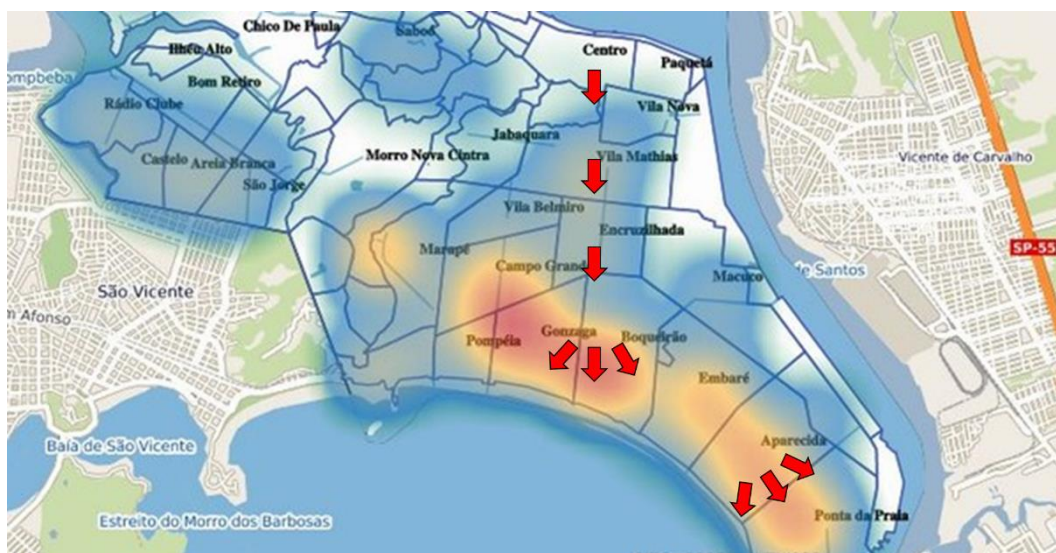 Chico De Paula
Saboó
Ilhéu Alto
Centro
Paquetá
ompbeba
Bom Retiro
Rádio Clube
Vila Nova
Jabaquara
Castelo
Areia Branca
Morro Nova Cintra
Vila Mathias
Vicente de Carvalho
São Jorge
Vila Belmiro
Encruzilhada
Marapé
SP-55
Campo Grande
Macuco
de Santos
São Vicente
m Afonso
Gonzaga
Boqueirão
Pompéia
Embaré
Aparecida
Baía de São Vicente
Ponta da Praia
Estreito do Morro dos Barbosas